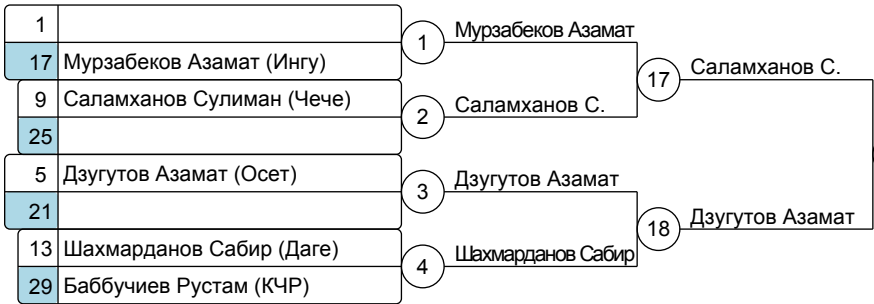 1
1 Мурзабеков Азамат
17 Мурзабеков Азамат (Ингу)
17 Саламханов С.
9 Саламханов Сулиман (Чече)
2 Саламханов С.
25
5 Дзугутов Азамат (Осет)
3 Дзугутов Азамат
21
18 Дзугутов Азамат
13 Шахмарданов Сабир (Даге)
4 Шахмарданов Сабир
29 Баббучиев Рустам (КЧР)